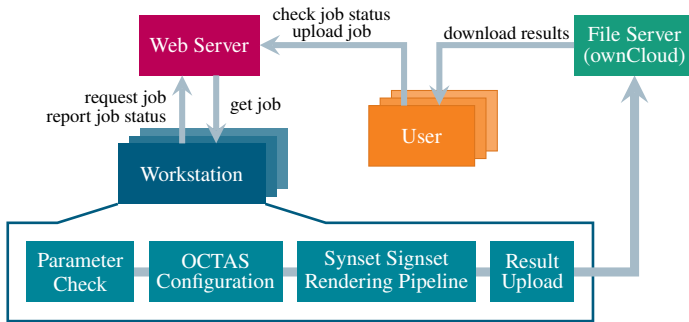 check job status
upload job
download results
Web Server
File Server
(ownCloud)
request job
report job status
get job
User
Workstation
Parameter
Check
OCTAS
Configuration
Synset Signset
Rendering Pipeline
Result
Upload